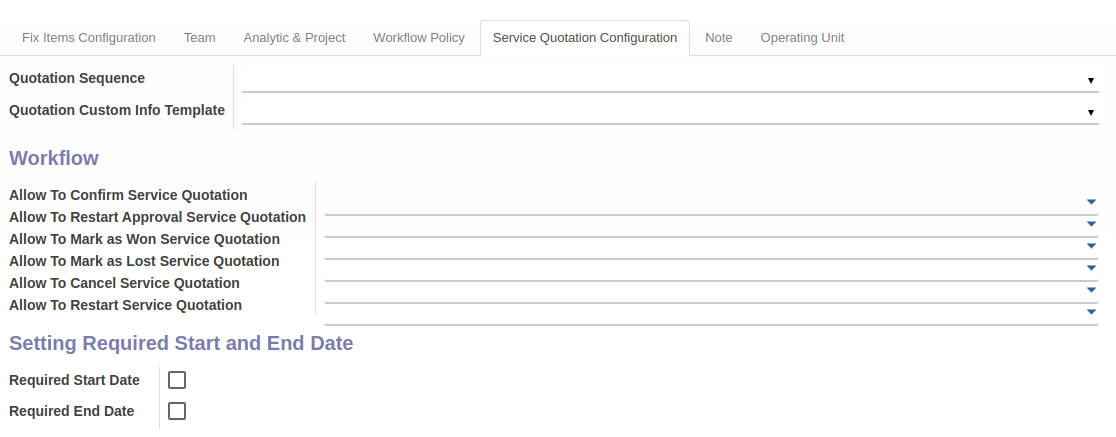 Fix Items Configuration Team Analytic & Project Workflow Policy Service Quotation Configuration Note Operating Unit
Quotation Sequence
Quotation Custom Info Template
Workflow
Allow To Confirm Service Quotation
Allow To Restart Approval Service Quotation
Allow To Mark as Won Service Quotation
Allow To Mark as Lost Service Quotation
Allow To Cancel Service Quotation
Allow To Restart Service Quotation
Setting Required Start and End Date
Required Start Date
Required End Date